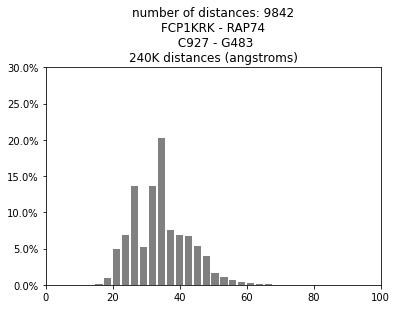 number of distances: 9842
FCP1KRK - RAP74
C927 - G483
240K distances (angstroms)
30.0%
25.0%
20.0%
15.0%
10.0%
5.0%
0.0%
0 20 40 60 80 100